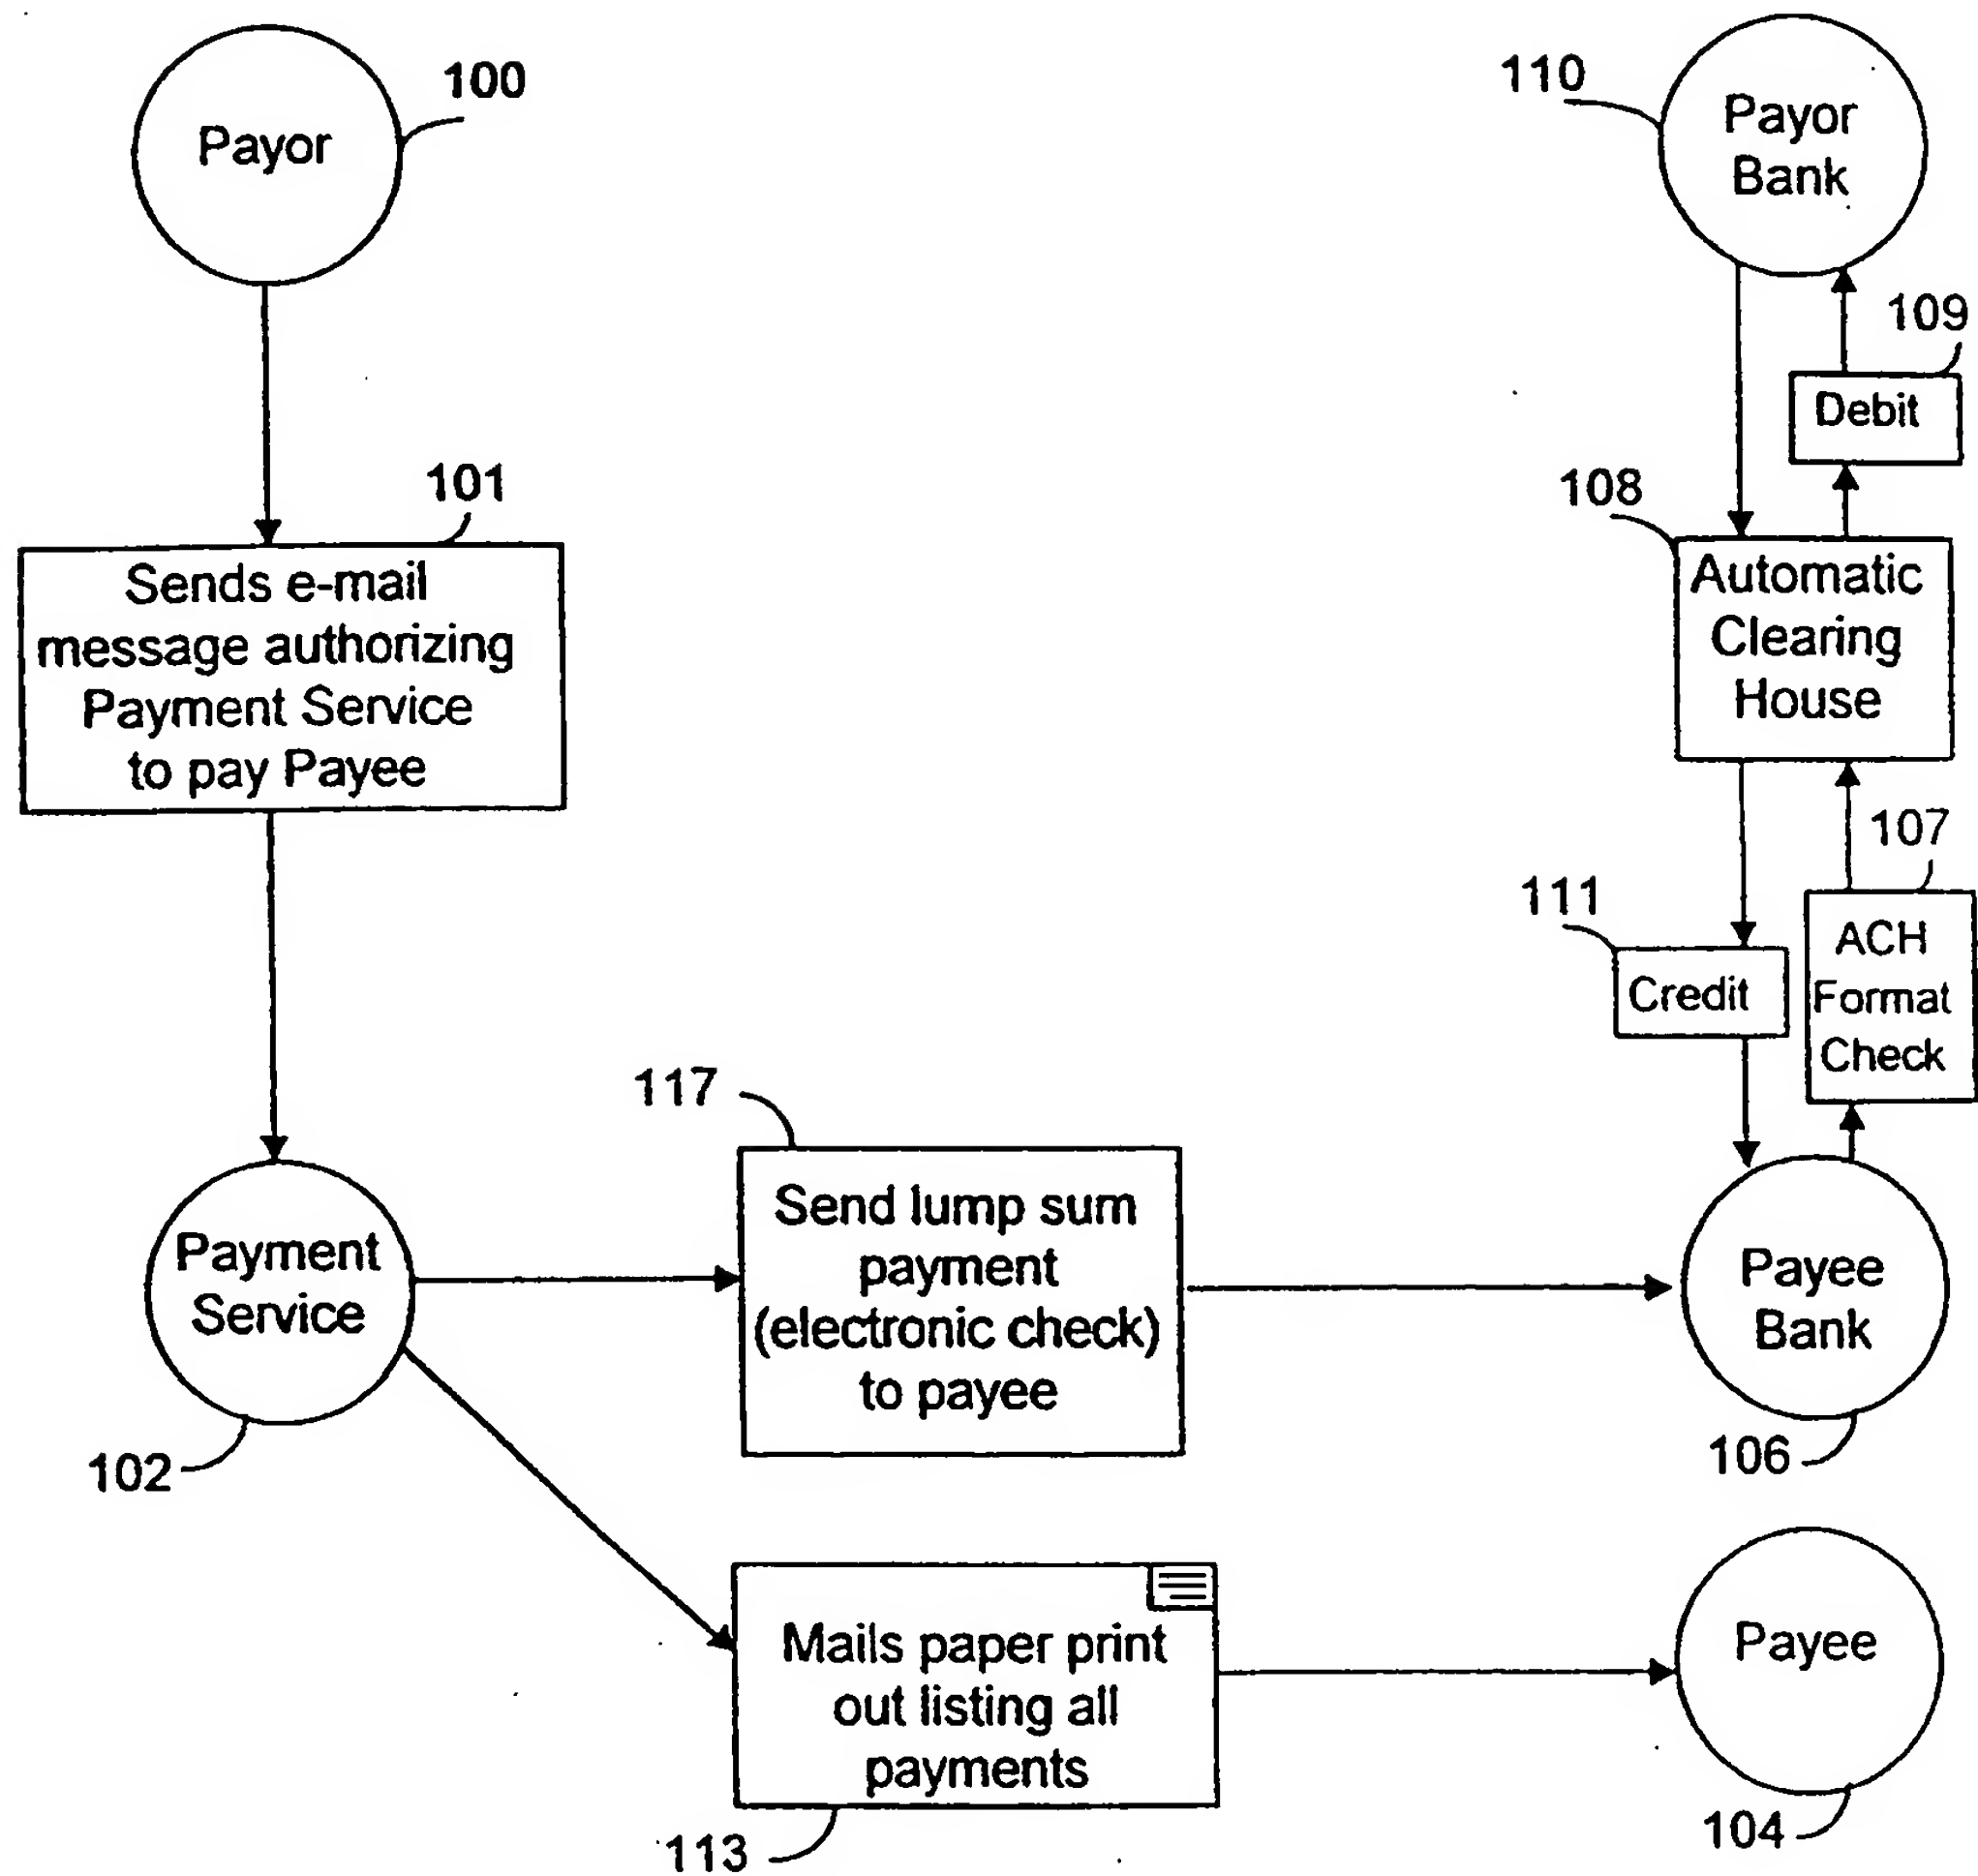 100
Payor
110
Payor
Bank
109
Debit
101
Sends e-mail
message authorizing
Payment Service
to pay Payee
108
Automatic
Clearing
House
107
111
Credit
ACH
Format
Check
117
Send lump sum
payment
(electronic check)
to payee
Payment
Service
102
Payee
Bank
106
Mails paper print
out listing all
payments
113
Payee
104